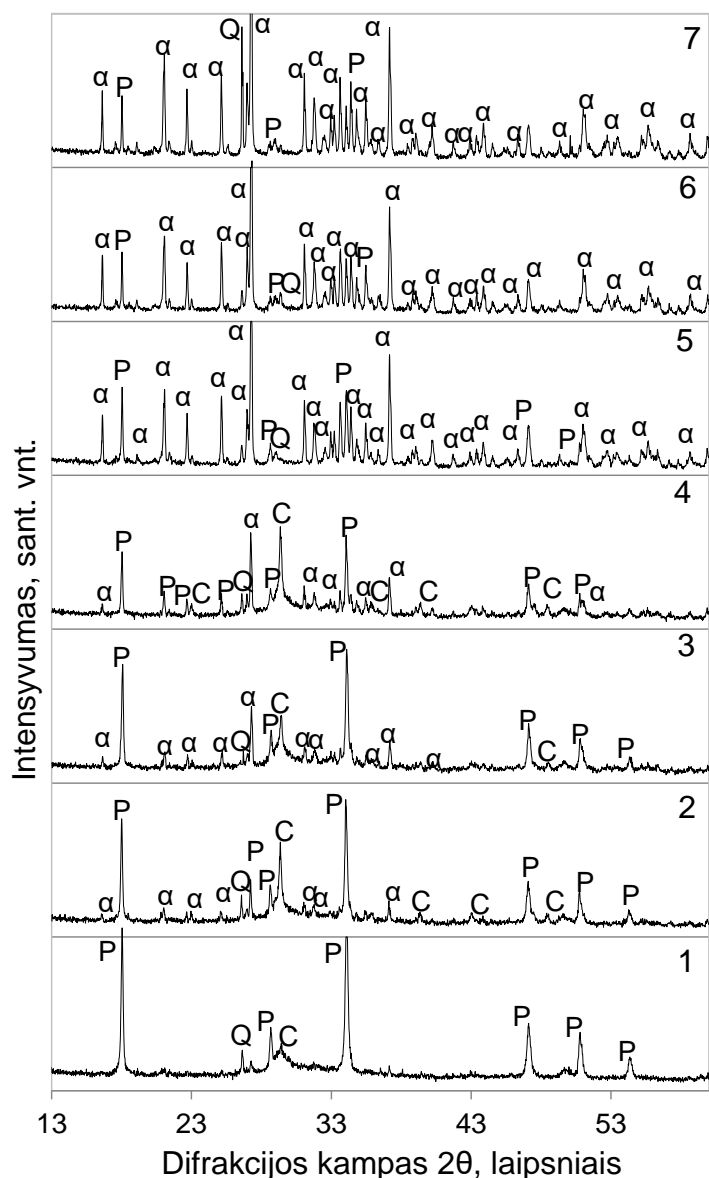 Q α α
α P α α α α P 7
α α α α α α α α α α α α α α α
P
α α α α 6
α P α α α α α α α P α α α α α α α α α α
P Q
α α 5
α P α α α α α α P α α α α α α α α P α α α
α P Q P
C P 4
P α
α P P C P Q P α α α C α C P C P α
P 3
α C
α α α α Q P α α α α α P C P P
P P 2
α α α α Q P P C α α α C C P C P P
P P 1
Q P C P P P
Intensyvumas, sant. vnt.
13 23 33 43 53
Difrakcijos kampas 2θ, laipsniais